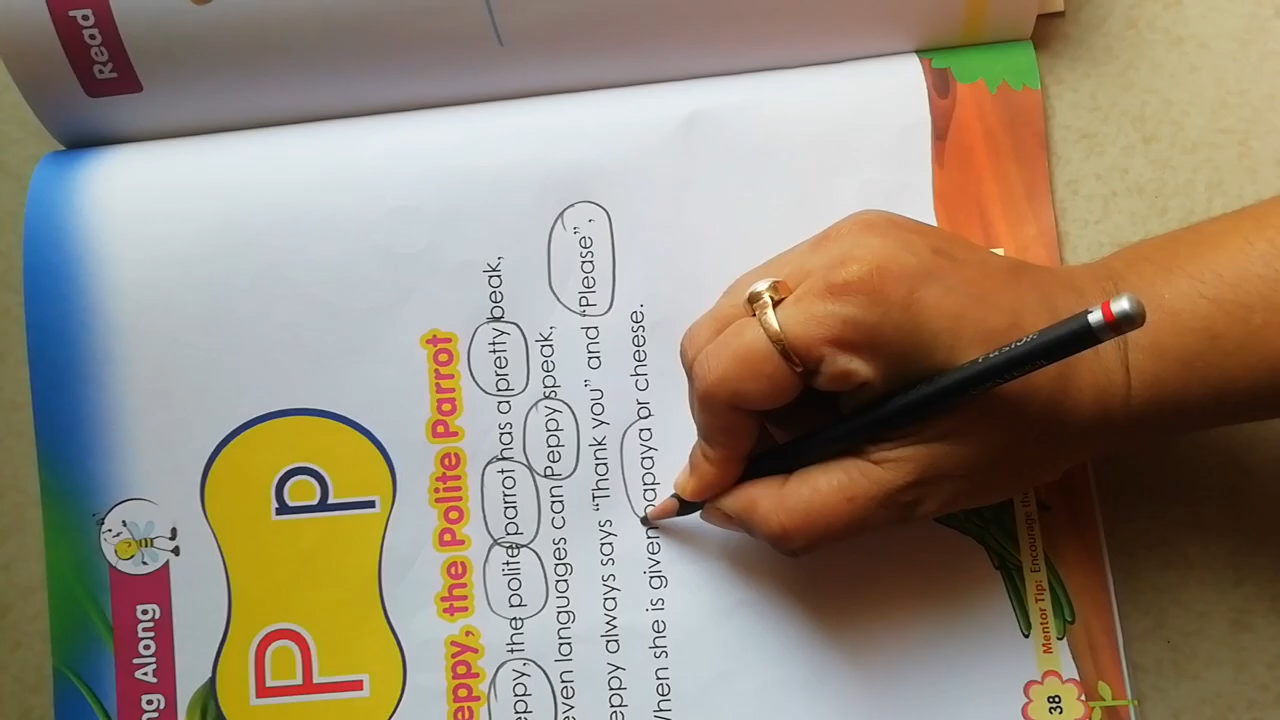 Read
ng Along
P p
eppy, the Polite Parrot
eppy, the polite parrot has a pretty beak,
even languages can Peppy speak,
eppy always says "Thank you" and "Please",
When she is given papaya or cheese.
Mentor Tip: Encourage the
38